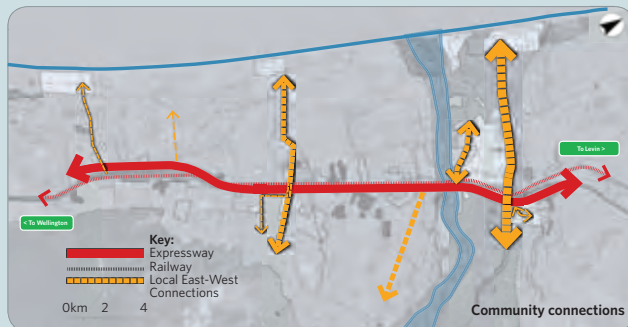 To Levin >
< To Wellington
Key:
Expressway
Railway
Local East-West
Connections
0km 2 4
Community connections